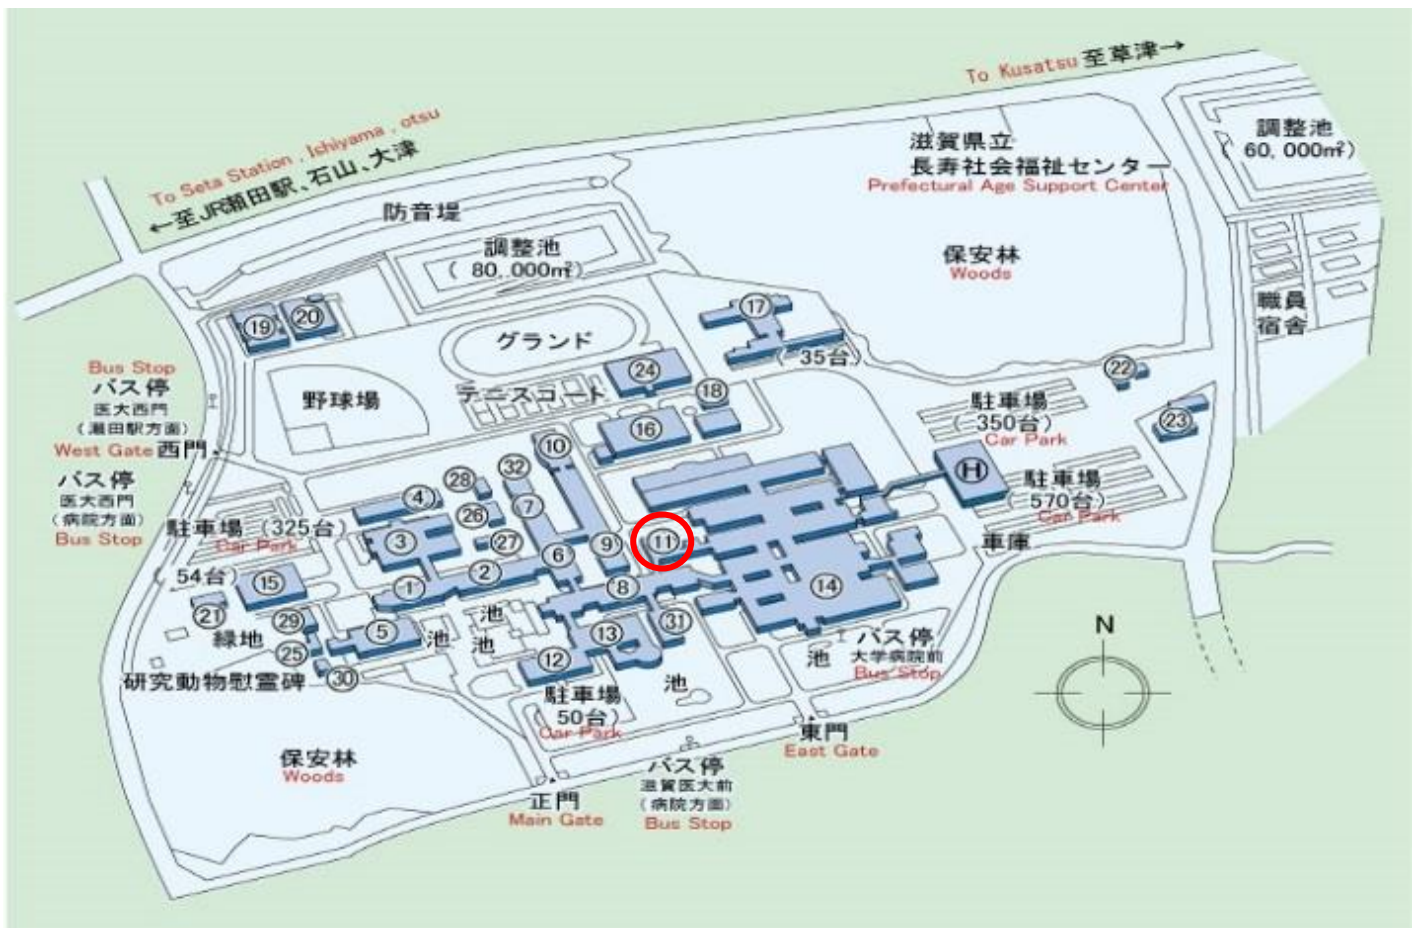 To Kusatsu 至草津→
To Seta Station , Ishiyama , otsu
←至JR瀬田駅、石山、大津
滋賀県立
長寿社会福祉センター
Prefectural Age Support Center
調整池
( 60, 000㎡)
防音堤
調整池
( 80, 000㎡)
保安林
Woods
職員
宿舎
⑰
(35台)
⑲
⑳
グランド
㉔
⑱
㉒
Bus Stop
バス停
医大西門
(瀬田駅方面)
野球場
テニスコート
⑯
駐車場
(350台)
Car Park
㉓
West Gate 西門
⑩
Ⓗ
バス停
医大西門
(病院方面)
Bus Stop
駐車場
(570台)
Car Park
㉘
㉜
④
⑦
㉖
駐車場 (325台)
Car Park
③
㉗
⑨
⑪
車庫
⑥
②
54台)
⑮
①
⑧
⑭
㉑
㉙
池
緑地
⑤
池
池
⑬
㉛
バス停
大学病院前
Bus Stop
池
N
㉕
⑫
研究動物慰霊碑
㉚
池
駐車場
50台)
Car Park
東門
East Gate
保安林
Woods
バス停
滋賀医大前
(病院方面)
Bus Stop
正門
Main Gate